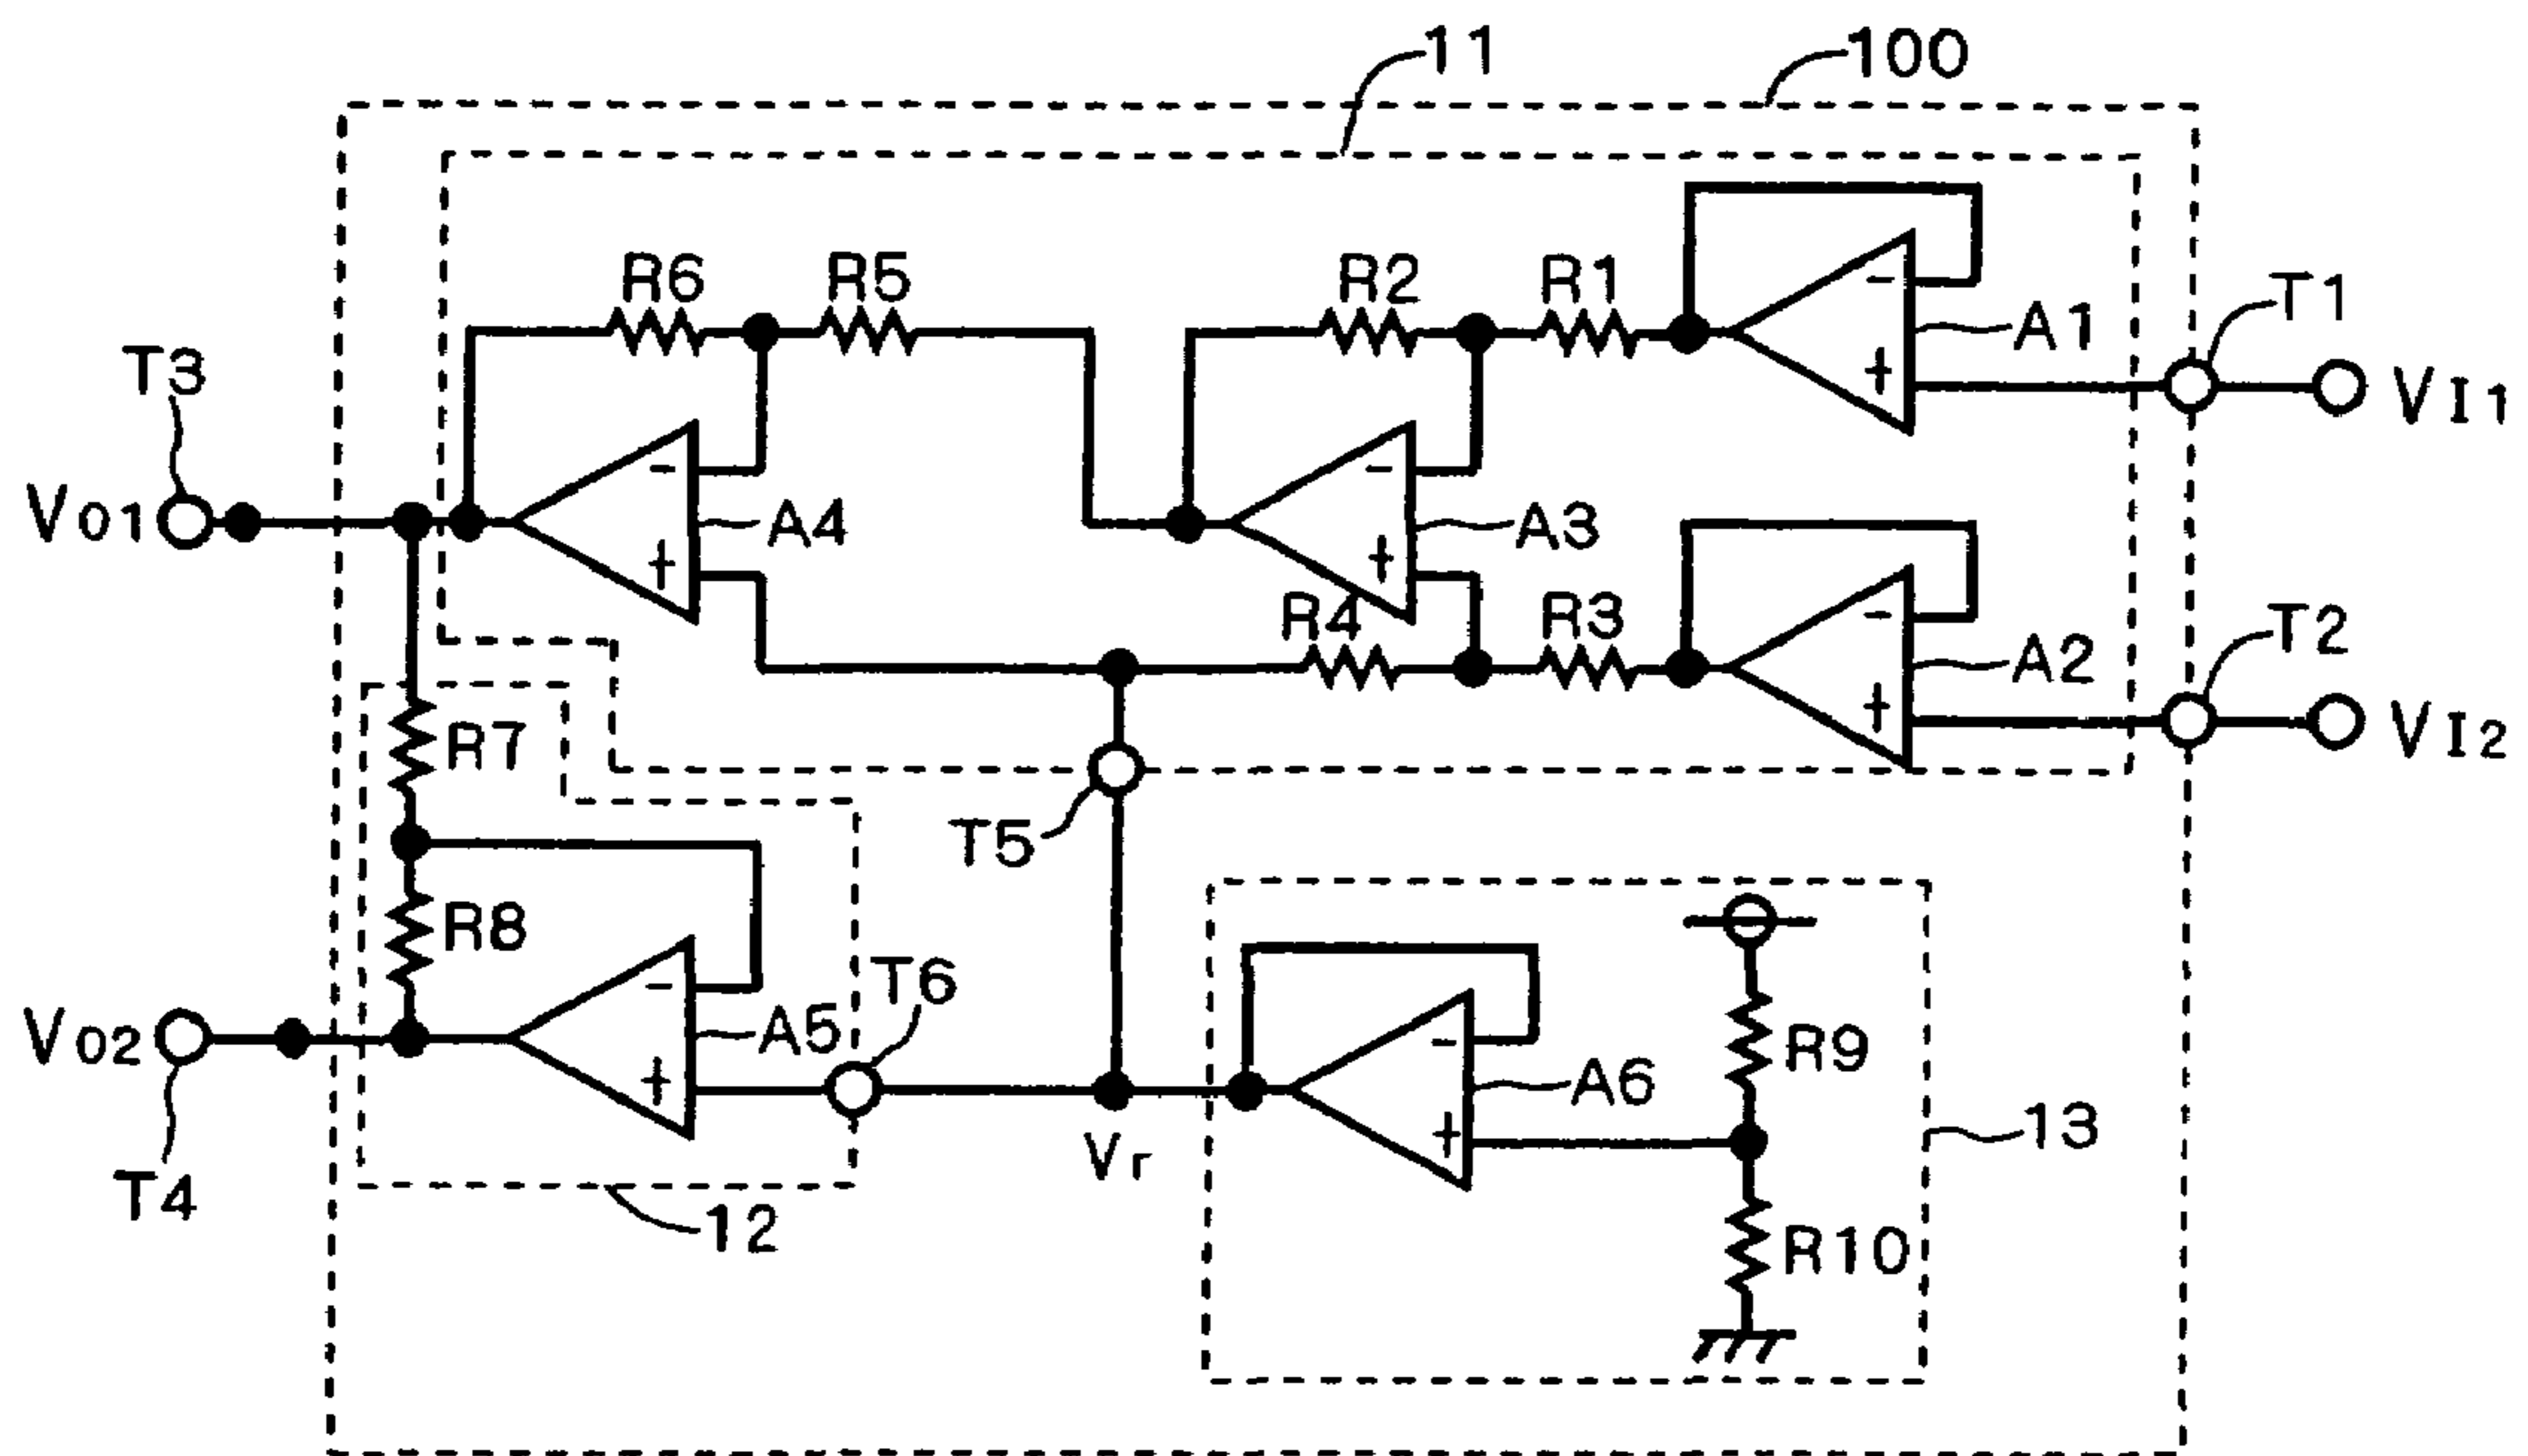 11
100
R6
R5
R2
R1
T1
A1
T3
VI1
VO1
A4
A3
T2
R4
R3
A2
R7
VI2
T5
R8
T6
A5
R9
VO2
A6
13
Vr
T4
12
R10
-
+
-
+
-
+
-
+
-
+
-
+